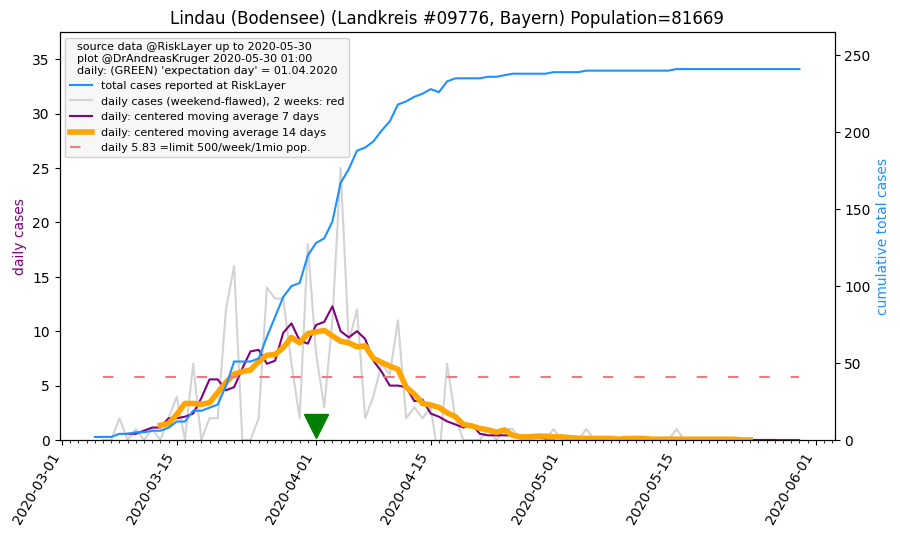 Lindau (Bodensee) (Landkreis #09776, Bayern) Population=81669
source data @RiskLayer up to 2020-05-30
plot @DrAndreasKruger 2020-05-30 01:00
daily: (GREEN) 'expectation day' = 01.04.2020
total cases reported at RiskLayer
daily cases (weekend-flawed), 2 weeks: red
daily: centered moving average 7 days
daily: centered moving average 14 days
daily 5.83 =limit 500/week/1mio pop.
daily cases
35
30
25
20
15
10
5
0
cumulative total cases
250
200
150
100
50
0
2020-03-01
2020-03-15
2020-04-01
2020-04-15
2020-05-01
2020-05-15
2020-06-01